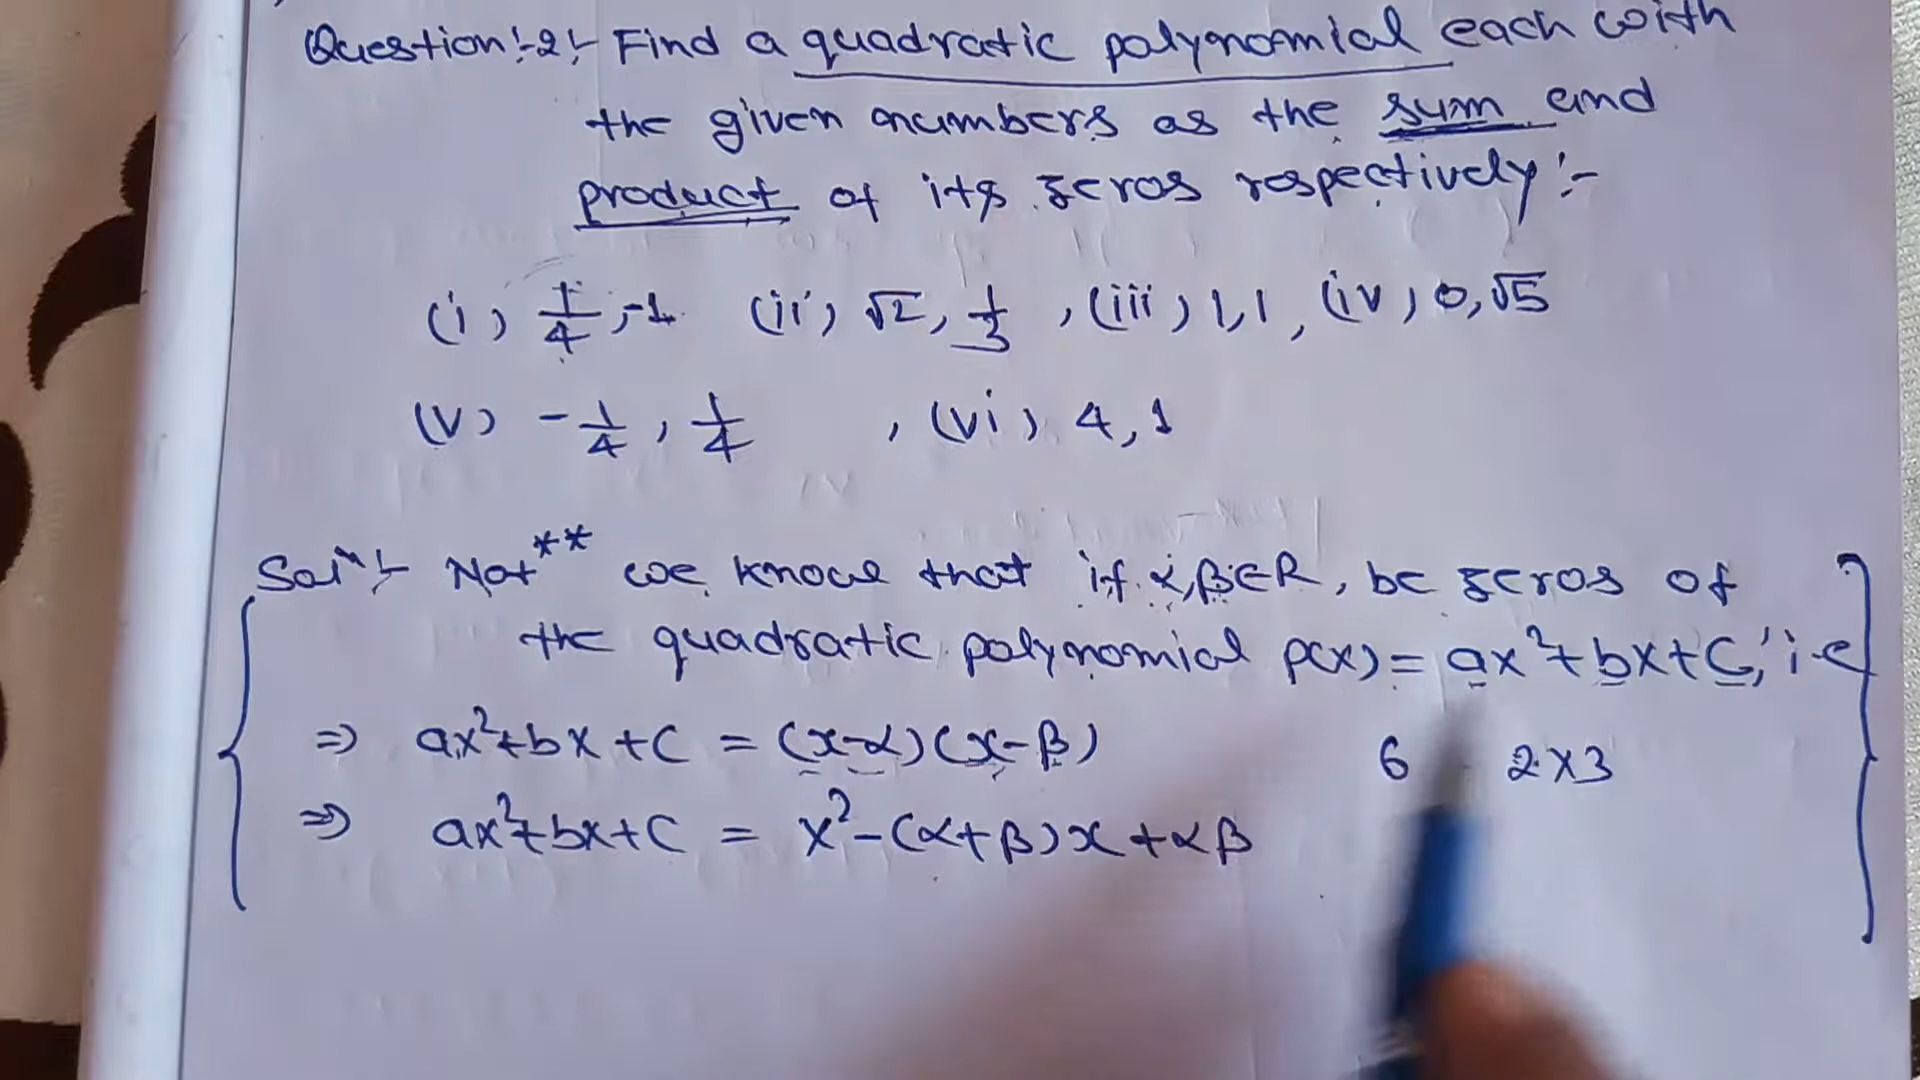 Question:-2:- Find a quadratic polynomial each with
the given numbers as the sum and
product of its zeros respectively:-
(i) 1/4, -1 (ii) √2, 1/3, (iii) 1,1, (iv) 0, √5
(v) -1/4, 1/4 , (vi) 4, 1
Solⁿ:- Not** we know that if α,β∈R, be zeros of
the quadratic polynomial p(x) = ax²+bx+c, i.e
⇒ ax²+bx+c = (x-α)(x-β) 6 2×3
⇒ ax²+bx+c = x²-(α+β)x+αβ